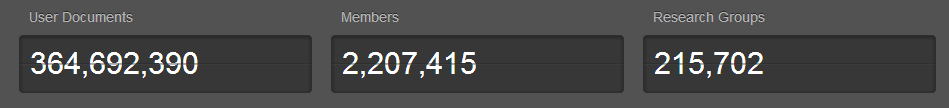 User Documents Members Research Groups
364,692,390 2,207,415 215,702